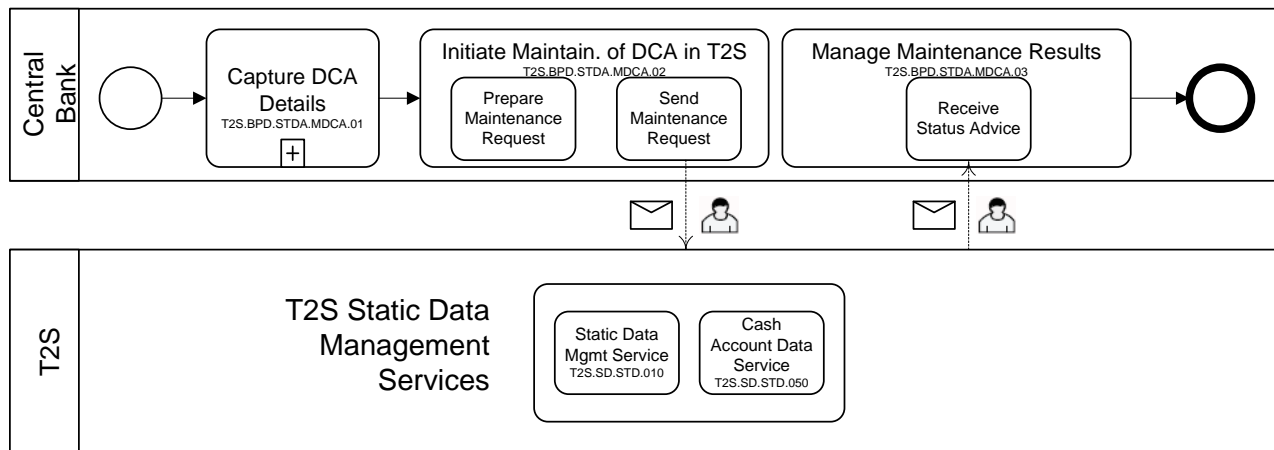 Central
Bank
Capture DCA
Details
T2S.BPD.STDA.MDCA.01
+
Initiate Maintain. of DCA in T2S
T2S.BPD.STDA.MDCA.02
Prepare
Maintenance
Request
Send
Maintenance
Request
Manage Maintenance Results
T2S.BPD.STDA.MDCA.03
Receive
Status Advice
T2S
T2S Static Data
Management
Services
Static Data
Mgmt Service
T2S.SD.STD.010
Cash
Account Data
Service
T2S.SD.STD.050